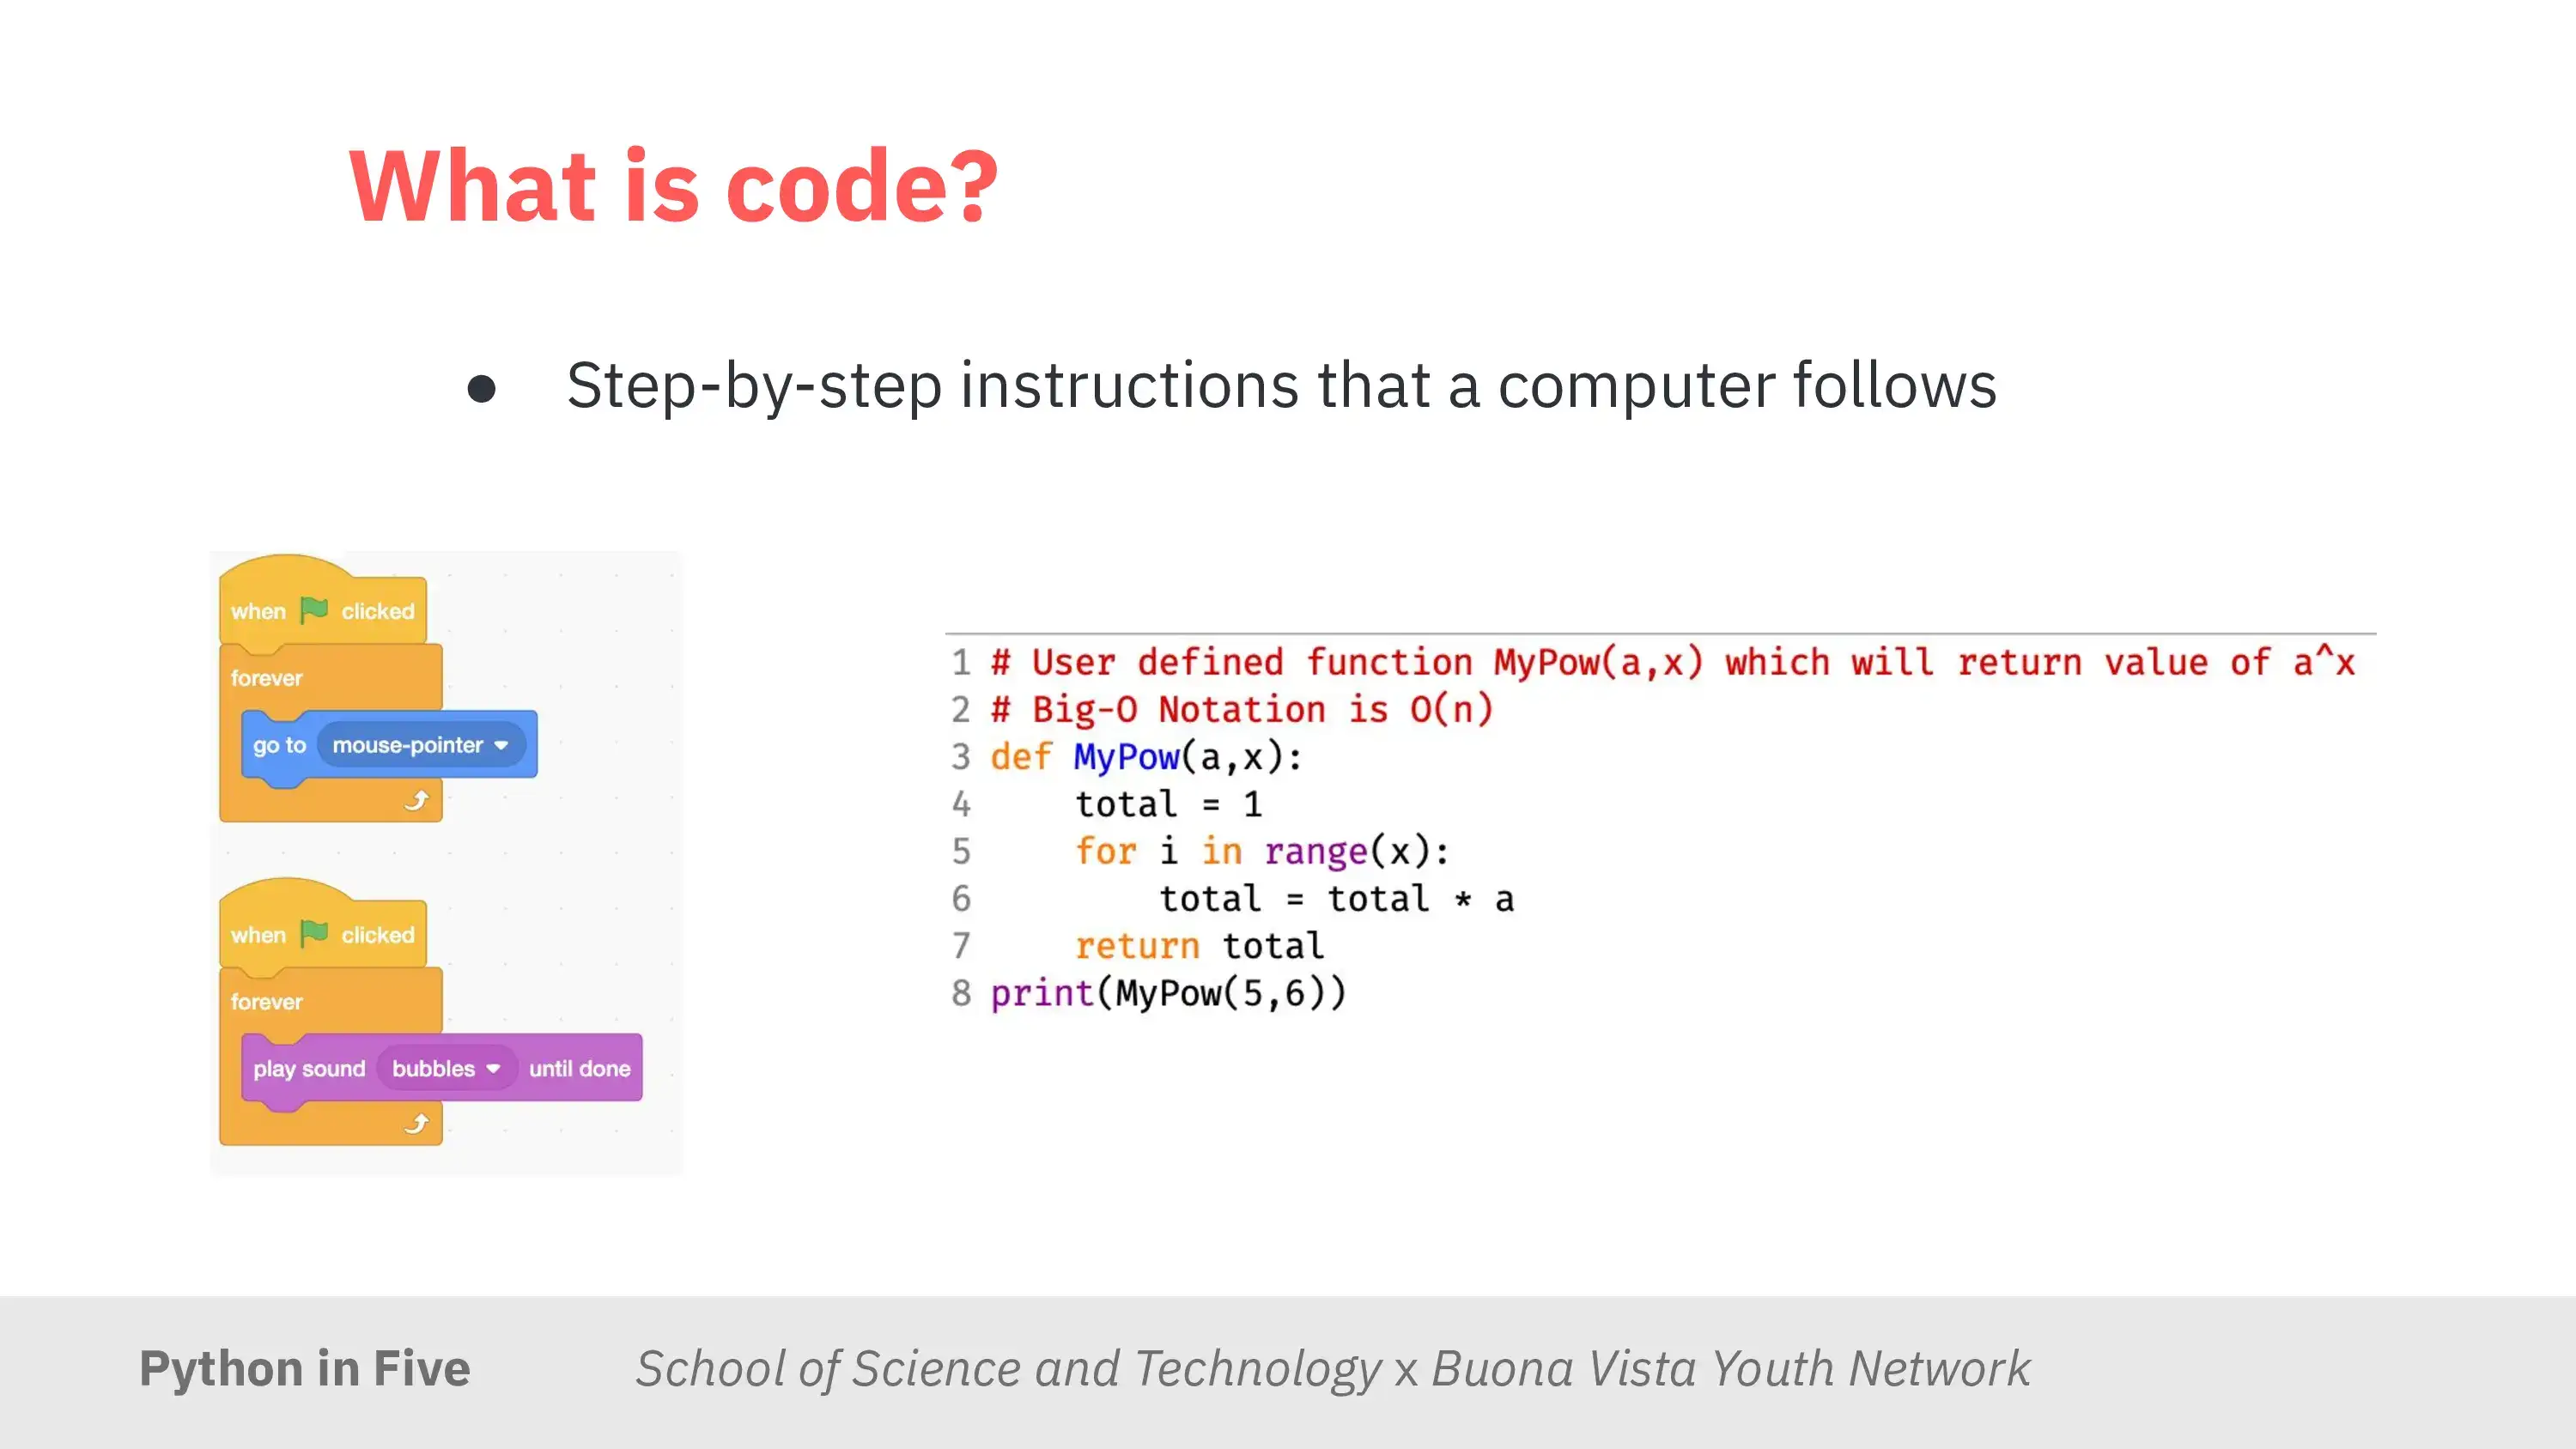 What is code?
● Step-by-step instructions that a computer follows
when clicked
forever
go to mouse-pointer
when clicked
forever
play sound bubbles until done
1 # User defined function MyPow(a,x) which will return value of a^x
2 # Big-O Notation is O(n)
3 def MyPow(a,x):
4     total = 1
5     for i in range(x):
6         total = total * a
7     return total
8 print(MyPow(5,6))
Python in Five School of Science and Technology x Buona Vista Youth Network